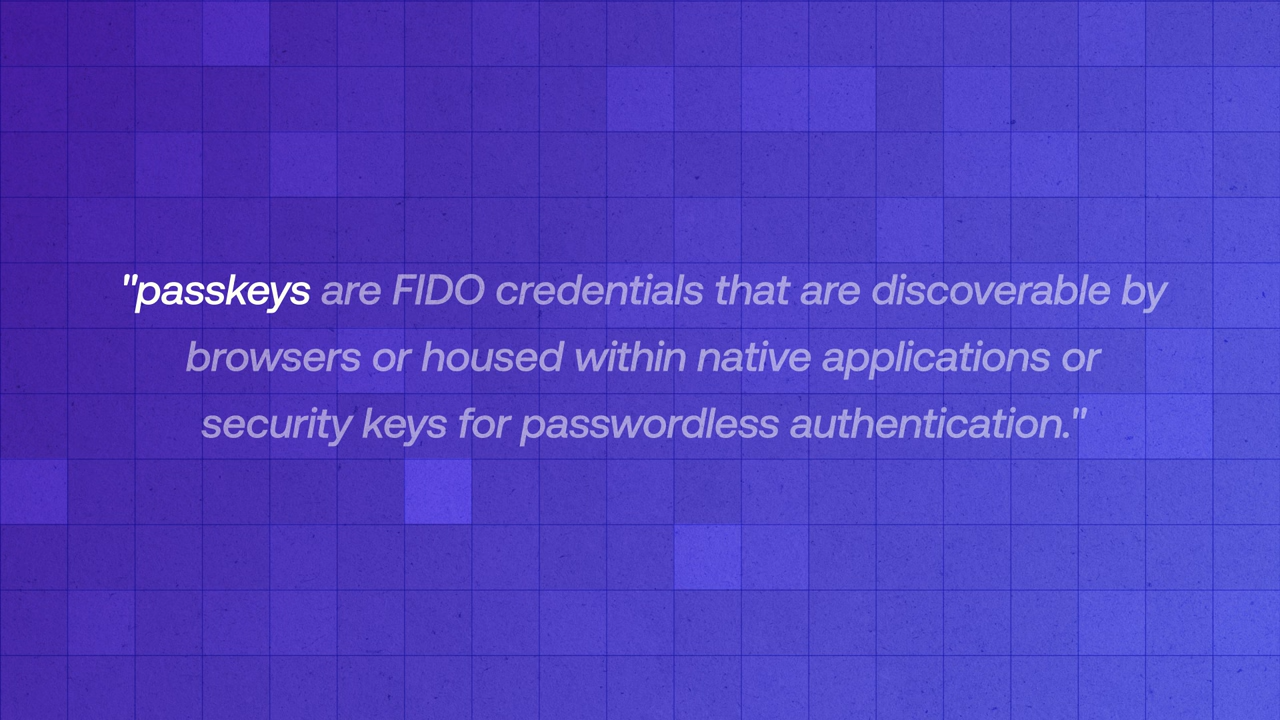 "passkeys are FIDO credentials that are discoverable by
browsers or housed within native applications or
security keys for passwordless authentication."